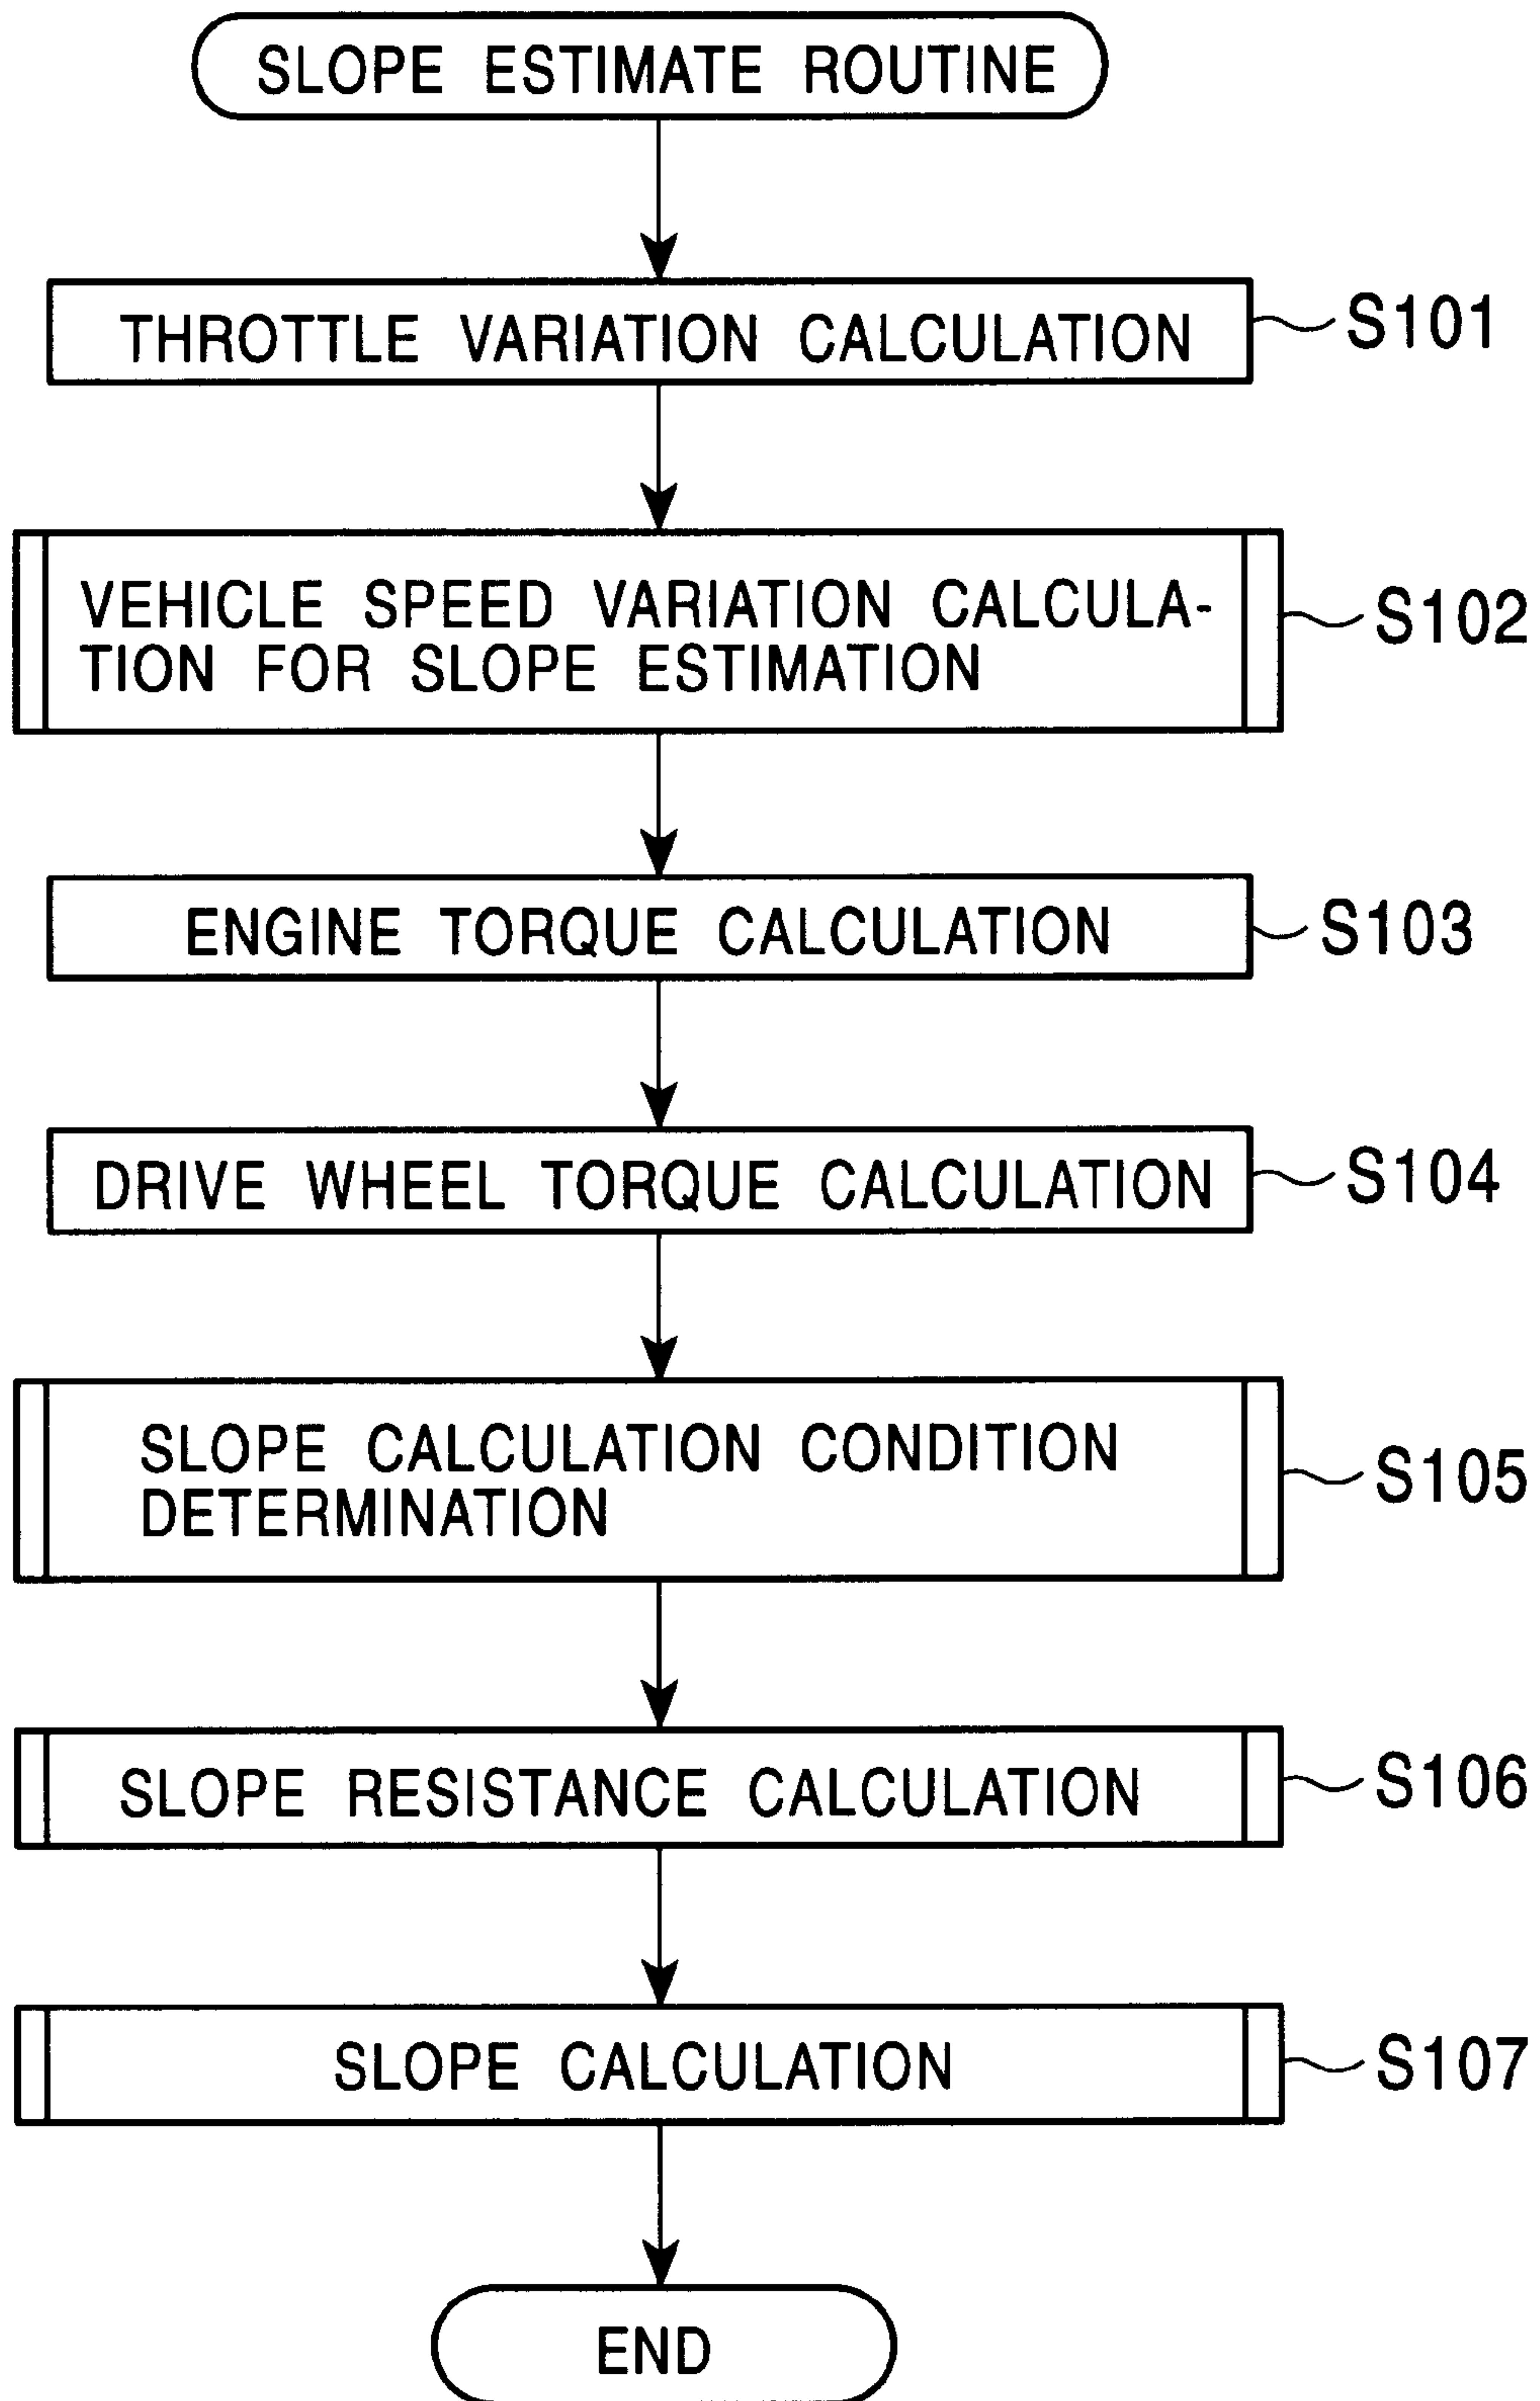 SLOPE ESTIMATE ROUTINE
THROTTLE VARIATION CALCULATION
S101
VEHICLE SPEED VARIATION CALCULA-
TION FOR SLOPE ESTIMATION
S102
ENGINE TORQUE CALCULATION
S103
DRIVE WHEEL TORQUE CALCULATION
S104
SLOPE CALCULATION CONDITION
DETERMINATION
S105
SLOPE RESISTANCE CALCULATION
S106
SLOPE CALCULATION
S107
END